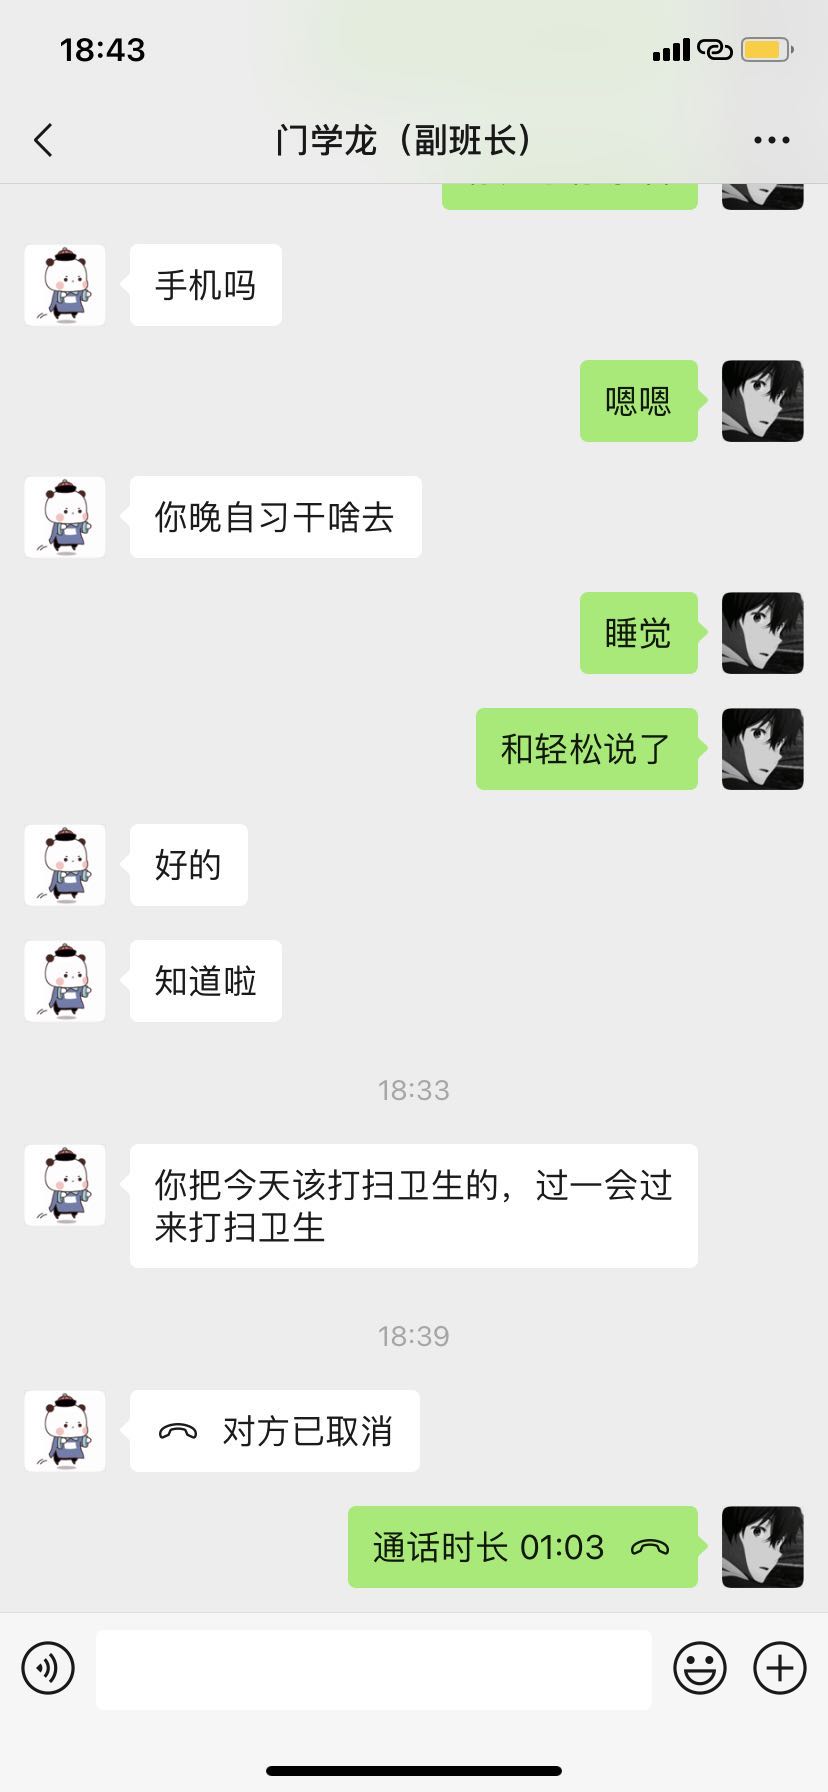 18:43
门学龙（副班长）
手机吗
嗯嗯
你晚自习干啥去
睡觉
和轻松说了
好的
知道啦
18:33
你把今天该打扫卫生的，过一会过
来打扫卫生
18:39
对方已取消
通话时长 01:03